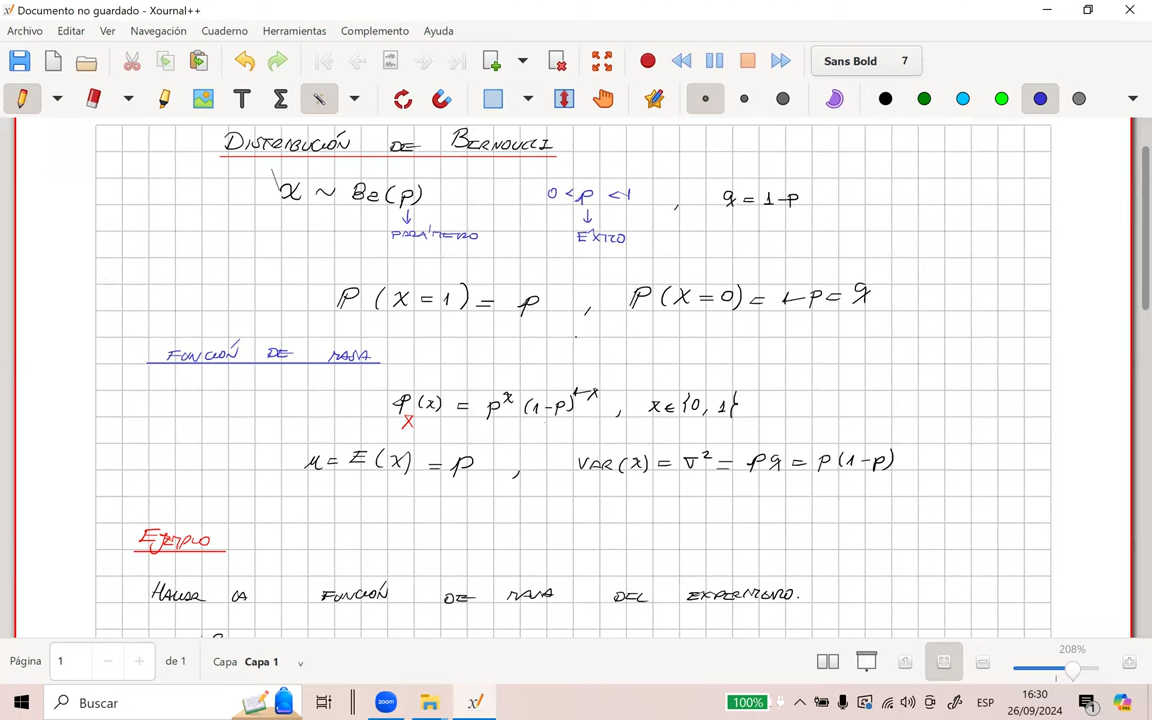 Documento no guardado - Xournal++
Archivo Editar Ver Navegación Cuaderno Herramientas Complemento Ayuda
Sans Bold 7
DISTRIBUCIÓN DE BERNOULLI
X ~ Be(p) 0 < p < 1 , q = 1-p
PARÁMETRO ÉXITO
P(X=1) = p , P(X=0) = 1-p = q
FUNCIÓN DE MASA
p(x) = p^x (1-p)^1-x , x ∈ {0, 1}
X
μ = E(X) = p , VAR(X) = σ² = pq = p(1-p)
EJEMPLO
HALLAR LA FUNCIÓN DE MASA DEL EXPERIMENTO.
Página 1 de 1 Capa Capa 1 208%
Buscar zoom 100% ESP 16:30
26/09/2024 1